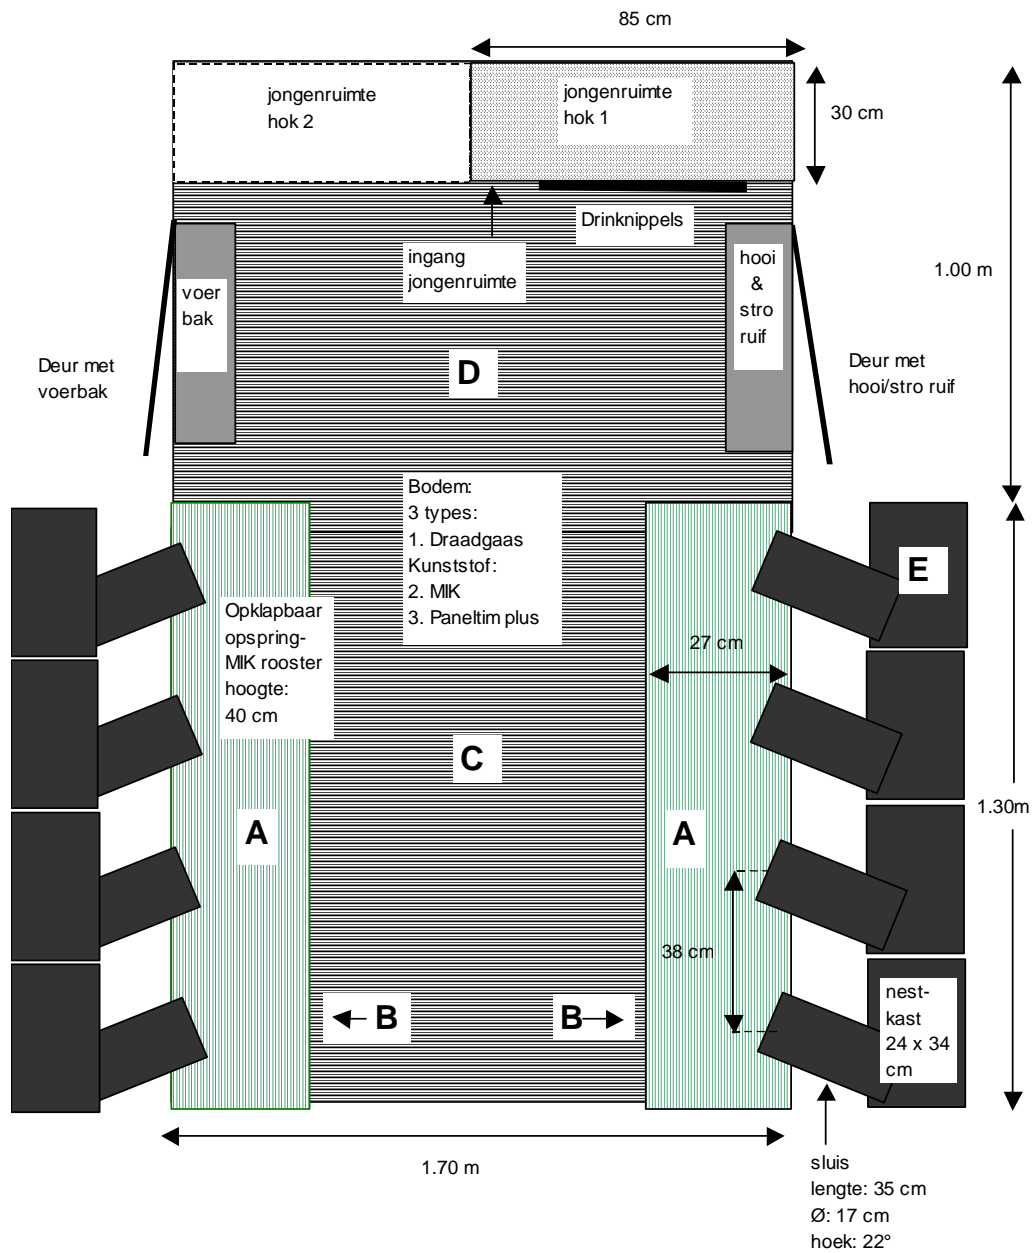 85 cm
jongenruimte
hok 2
jongenruimte
hok 1
30 cm
Drinknippels
ingang
jongenruimte
voer
bak
hooi
&
stro
ruif
1.00 m
Deur met
voerbak
D
Deur met
hooi/stro ruif
Bodem:
3 types:
1. Draadgaas
Kunststof:
2. MIK
3. Paneltim plus
E
Opklapbaar
opspring-
MIK rooster
hoogte:
40 cm
27 cm
C
A
A
1.30m
38 cm
B
B
nest-
kast
24 x 34
cm
1.70 m
sluis
lengte: 35 cm
Ø: 17 cm
hoek: 22°